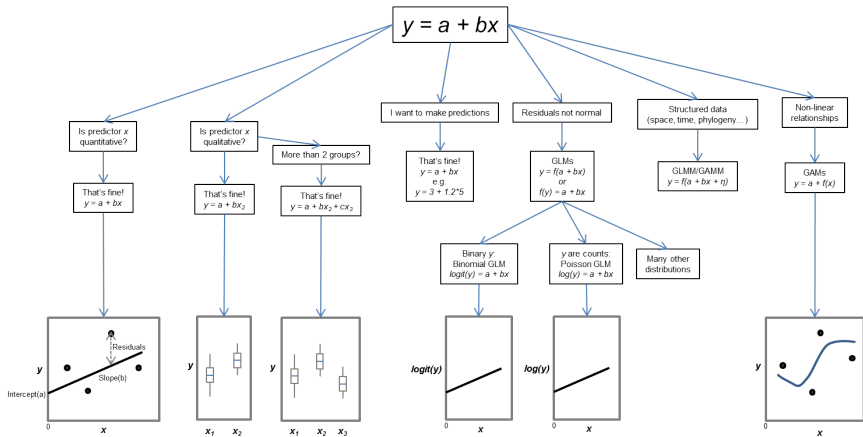 y = a + bx
Is predictor x
quantitative?
That's fine!
y = a + bx
Is predictor x
qualitative?
That's fine!
y = a + bx₂
More than 2 groups?
That's fine!
y = a + bx₂ + cx₃
I want to make predictions
That's fine!
y = a + bx
e.g.
y = 3 + 1.2*5
Residuals not normal
GLMs
y = f(a + bx)
or
f(y) = a + bx
Binary y:
Binomial GLM
logit(y) = a + bx
y are counts:
Poisson GLM
log(y) = a + bx
Many other
distributions
Structured data
(space, time, phylogeny…)
GLMM/GAMM
y = f(a + bx + η)
Non-linear
relationships
GAMs
y = a + f(x)
y
Residuals
Slope(b)
Intercept(a)
0
x
y
x₁ x₂
y
x₁ x₂ x₃
logit(y)
0
x
log(y)
0
x
y
0
x